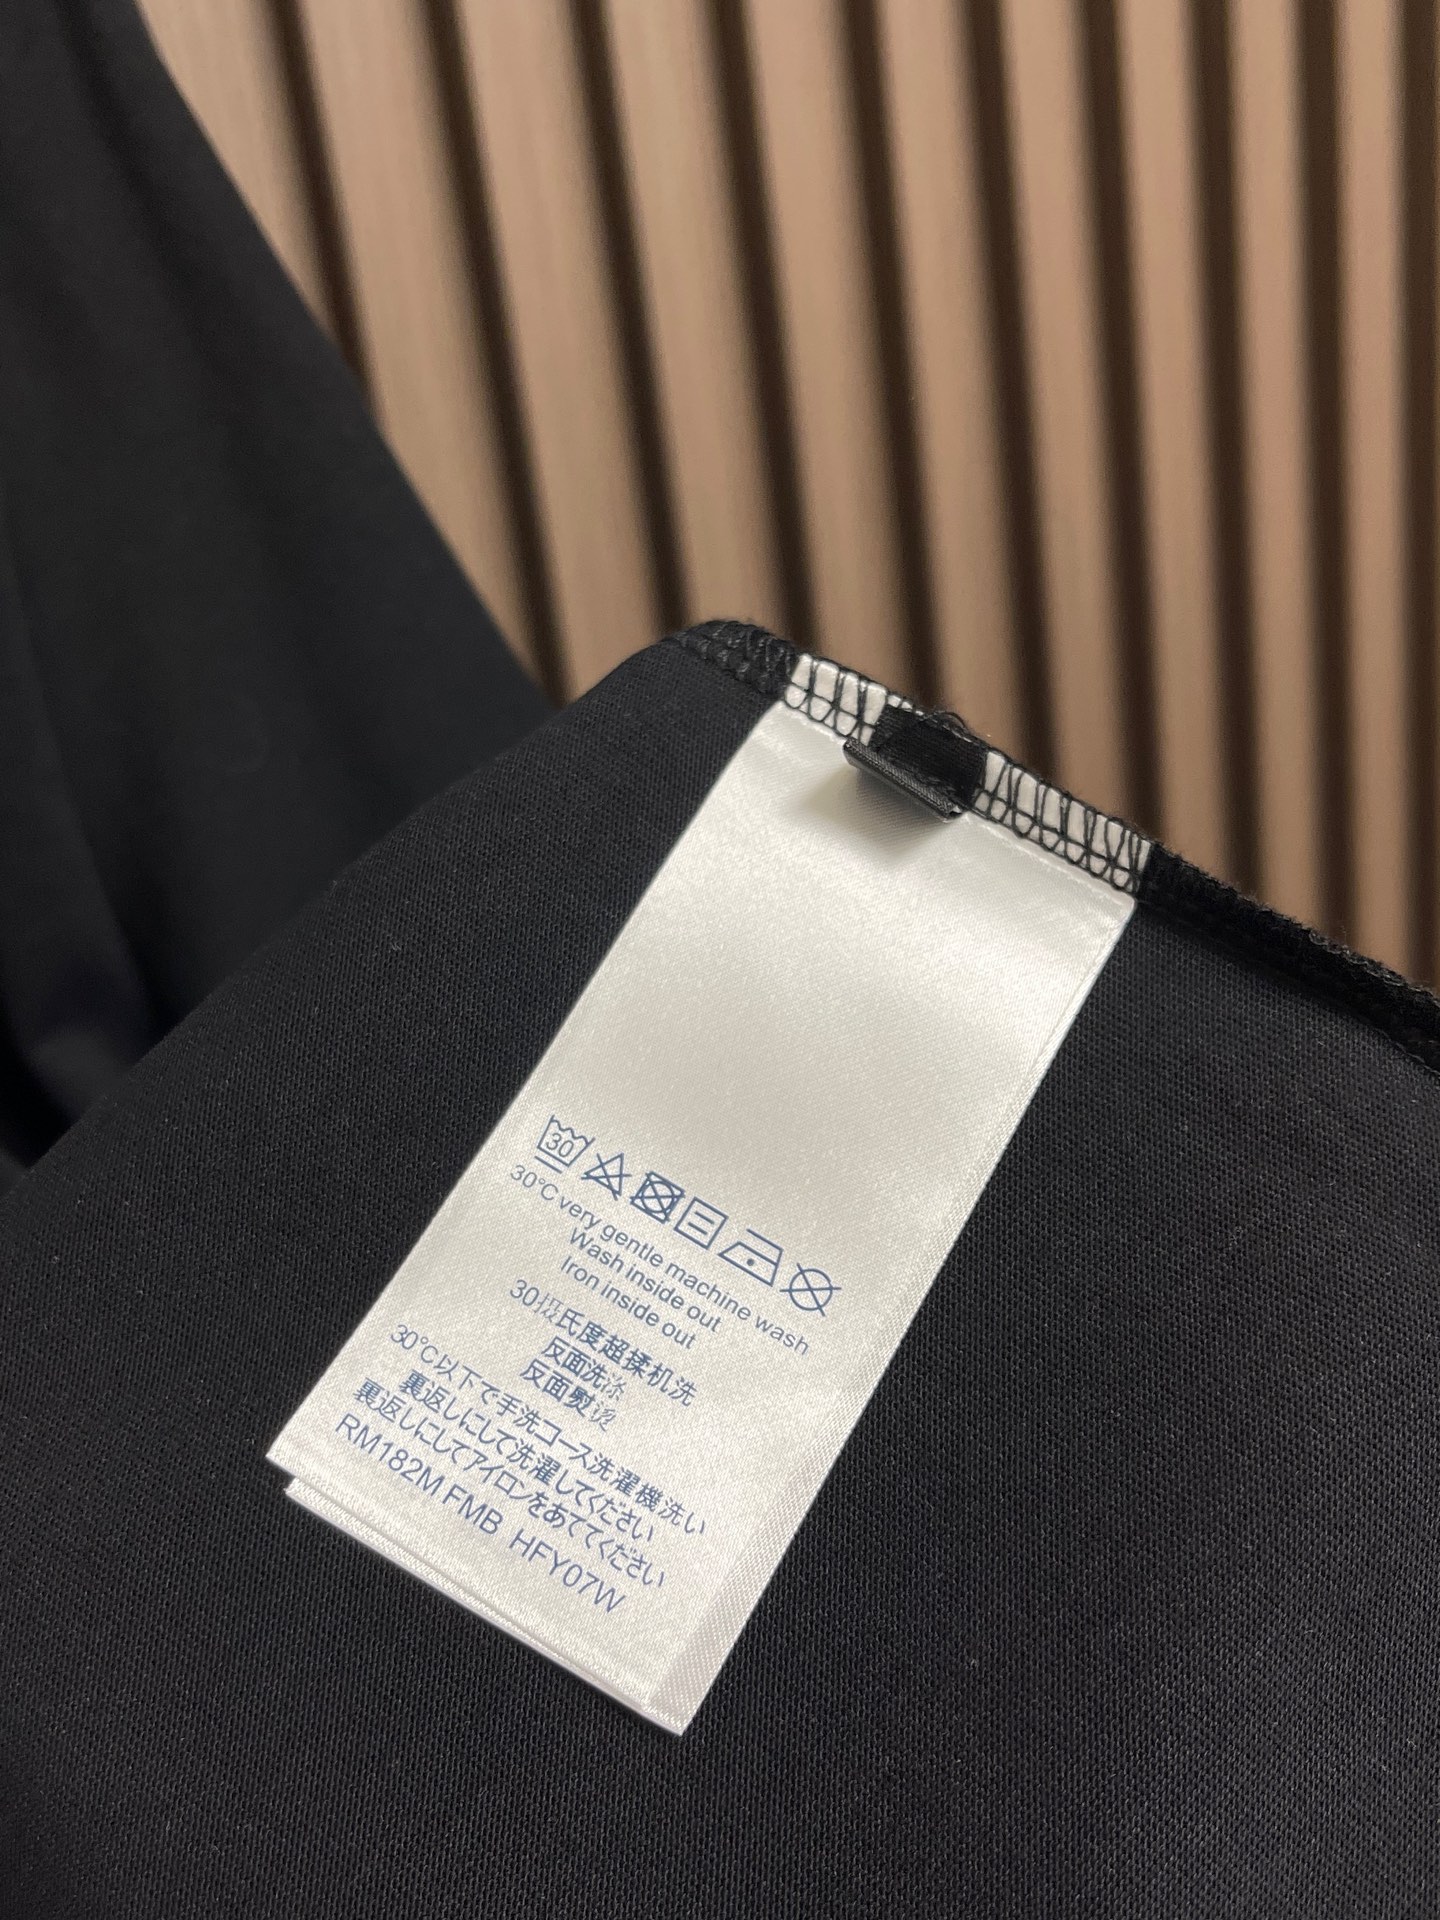 30
30°C very gentle machine wash
Wash inside out
Iron inside out
30摄氏度超揉机洗
反面洗涤
反面熨烫
30°C以下で手洗コース洗濯機洗い
裏返しにして洗濯してください
裏返しにしてアイロンをあててください
RM182M FMB HFY07W